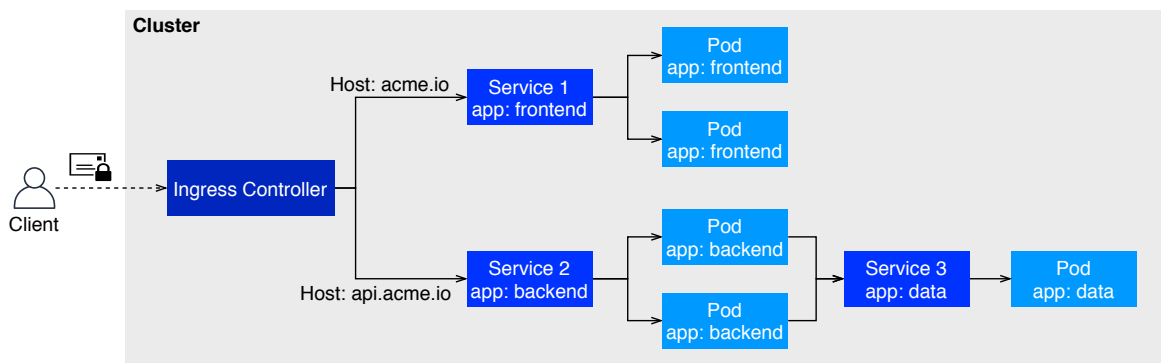 Cluster
Client
Ingress Controller
Host: acme.io
Service 1
app: frontend
Pod
app: frontend
Pod
app: frontend
Host: api.acme.io
Service 2
app: backend
Pod
app: backend
Pod
app: backend
Service 3
app: data
Pod
app: data